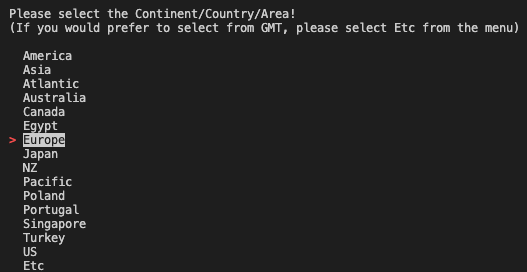 Please select the Continent/Country/Area!
(If you would prefer to select from GMT, please select Etc from the menu)
America
Asia
Atlantic
Australia
Canada
Egypt
> Europe
Japan
NZ
Pacific
Poland
Portugal
Singapore
Turkey
US
Etc